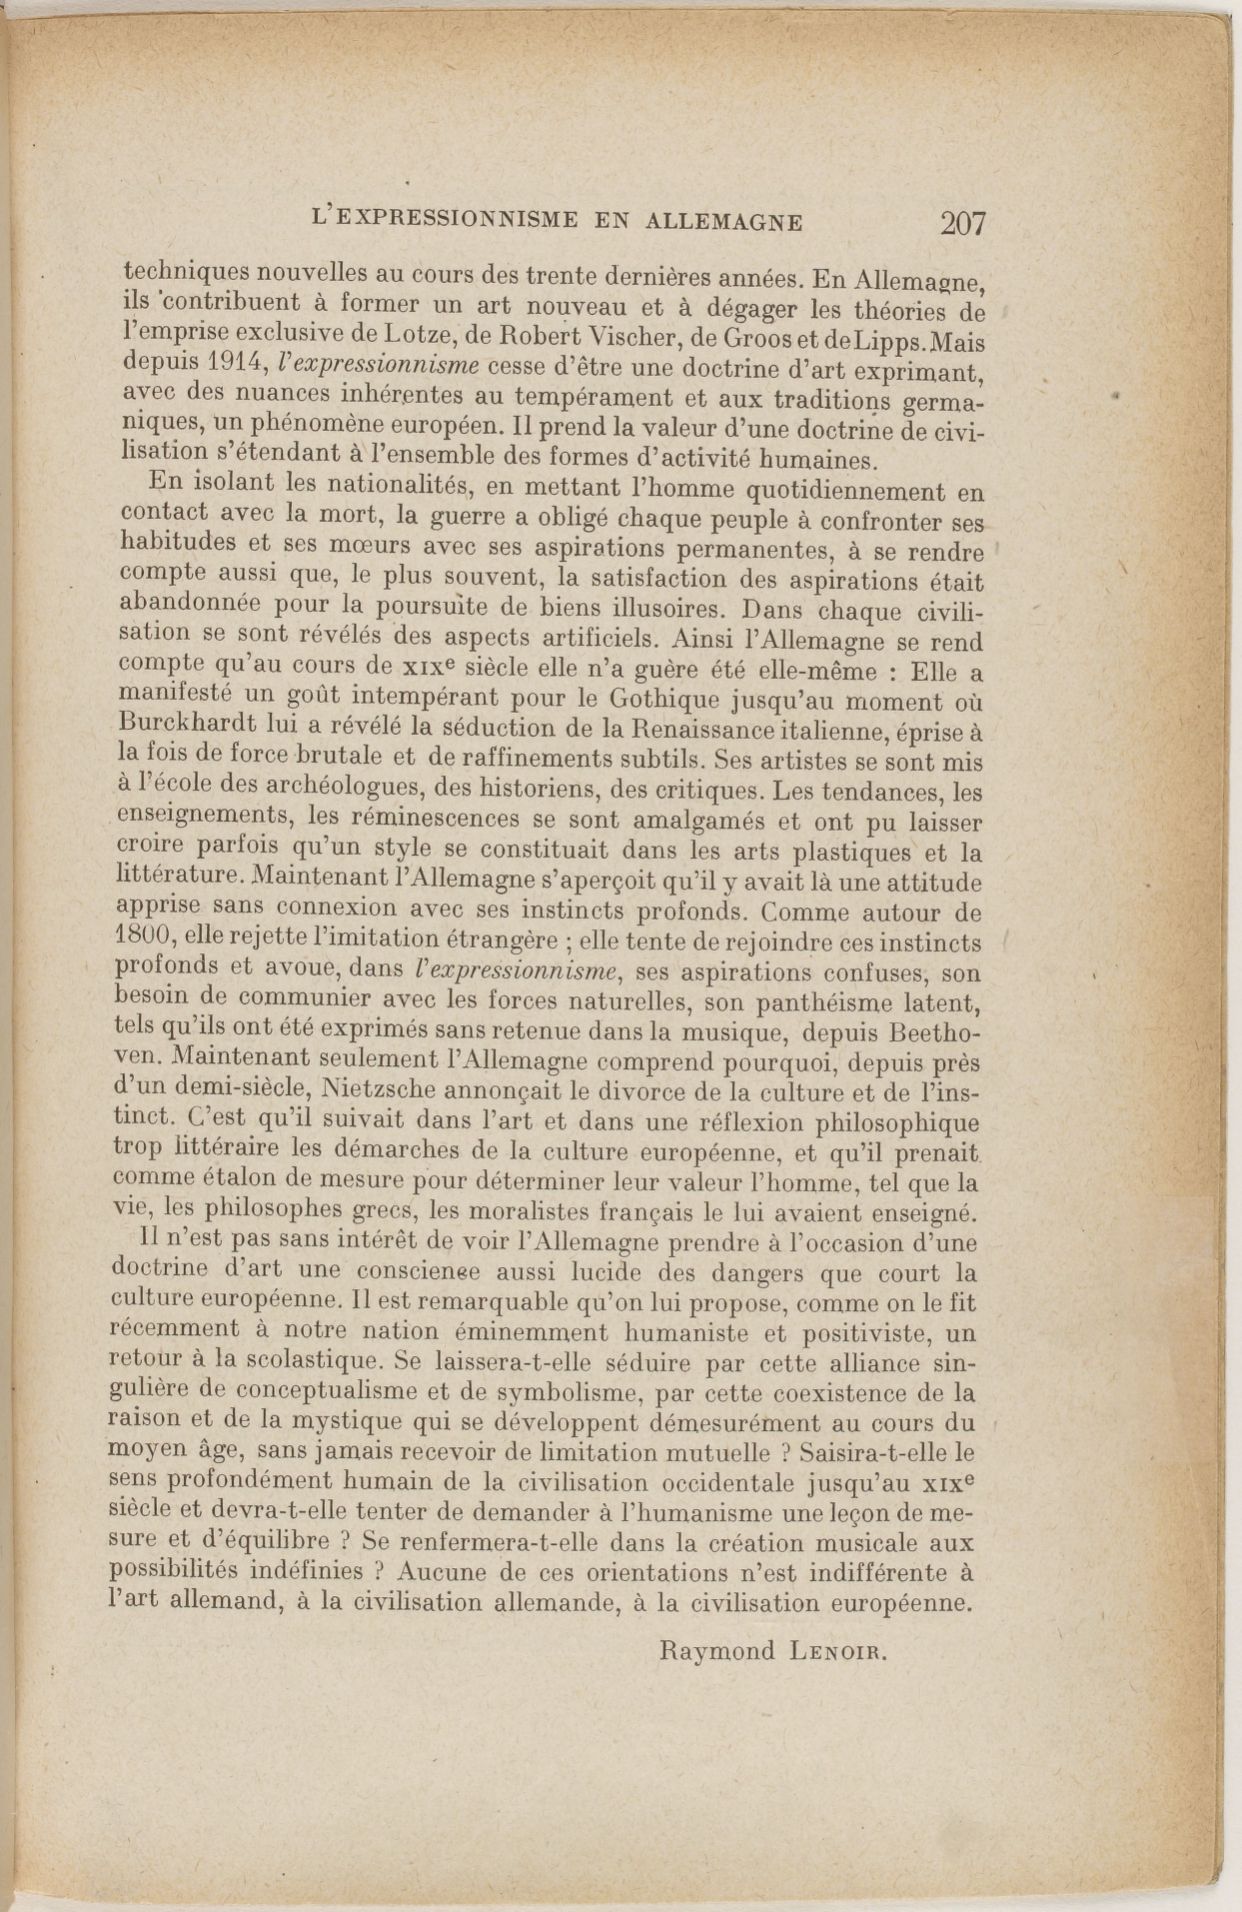 L'EXPRESSIONNISME EN ALLEMAGNE 207
techniques nouvelles au cours des trente dernières années. En Allemagne,
ils contribuent à former un art nouveau et à dégager les théories de
l'emprise exclusive de Lotze, de Robert Vischer, de Groos et de Lipps. Mais
depuis 1914, l'expressionnisme cesse d'être une doctrine d'art exprimant,
avec des nuances inhérentes au tempérament et aux traditions germa-
niques, un phénomène européen. Il prend la valeur d'une doctrine de civi-
lisation s'étendant à l'ensemble des formes d'activité humaines.
En isolant les nationalités, en mettant l'homme quotidiennement en
contact avec la mort, la guerre a obligé chaque peuple à confronter ses
habitudes et ses mœurs avec ses aspirations permanentes, à se rendre
compte aussi que, le plus souvent, la satisfaction des aspirations était
abandonnée pour la poursuite de biens illusoires. Dans chaque civili-
sation se sont révélés des aspects artificiels. Ainsi l'Allemagne se rend
compte qu'au cours de XIXe siècle elle n'a guère été elle-même : Elle a
manifesté un goût intempérant pour le Gothique jusqu'au moment où
Burckhardt lui a révélé la séduction de la Renaissance italienne, éprise à
la fois de force brutale et de raffinements subtils. Ses artistes se sont mis
à l'école des archéologues, des historiens, des critiques. Les tendances, les
enseignements, les réminescences se sont amalgamés et ont pu laisser
croire parfois qu'un style se constituait dans les arts plastiques et la
littérature. Maintenant l'Allemagne s'aperçoit qu'il y avait là une attitude
apprise sans connexion avec ses instincts profonds. Comme autour de
1800, elle rejette l'imitation étrangère ; elle tente de rejoindre ces instincts
profonds et avoue, dans l'expressionnisme, ses aspirations confuses, son
besoin de communier avec les forces naturelles, son panthéisme latent,
tels qu'ils ont été exprimés sans retenue dans la musique, depuis Beetho-
ven. Maintenant seulement l'Allemagne comprend pourquoi, depuis près
d'un demi-siècle, Nietzsche annonçait le divorce de la culture et de l'ins-
tinct. C'est qu'il suivait dans l'art et dans une réflexion philosophique
trop littéraire les démarches de la culture européenne, et qu'il prenait
comme étalon de mesure pour déterminer leur valeur l'homme, tel que la
vie, les philosophes grecs, les moralistes français le lui avaient enseigné.
Il n'est pas sans intérêt de voir l'Allemagne prendre à l'occasion d'une
doctrine d'art une conscience aussi lucide des dangers que court la
culture européenne. Il est remarquable qu'on lui propose, comme on le fit
récemment à notre nation éminemment humaniste et positiviste, un
retour à la scolastique. Se laissera-t-elle séduire par cette alliance sin-
gulière de conceptualisme et de symbolisme, par cette coexistence de la
raison et de la mystique qui se développent démesurément au cours du
moyen âge, sans jamais recevoir de limitation mutuelle ? Saisira-t-elle le
sens profondément humain de la civilisation occidentale jusqu'au XIXe
siècle et devra-t-elle tenter de demander à l'humanisme une leçon de me-
sure et d'équilibre ? Se renfermera-t-elle dans la création musicale aux
possibilités indéfinies ? Aucune de ces orientations n'est indifférente à
l'art allemand, à la civilisation allemande, à la civilisation européenne.
Raymond LENOIR.